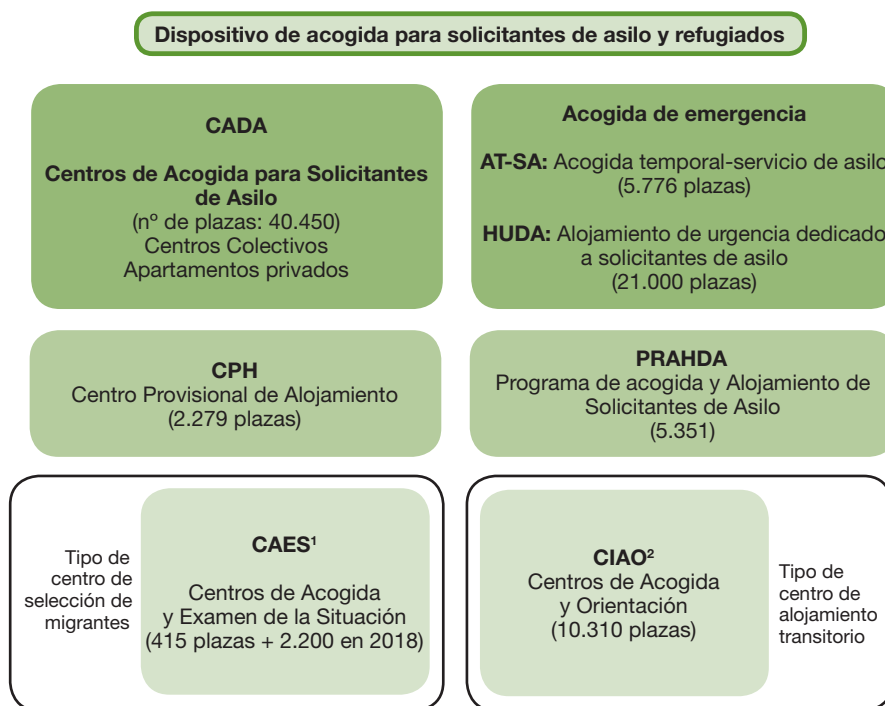 Dispositivo de acogida para solicitantes de asilo y refugiados
CADA
Centros de Acogida para Solicitantes
de Asilo
(nº de plazas: 40.450)
Centros Colectivos
Apartamentos privados
Acogida de emergencia
AT-SA: Acogida temporal-servicio de asilo
(5.776 plazas)
HUDA: Alojamiento de urgencia dedicado
a solicitantes de asilo
(21.000 plazas)
CPH
Centro Provisional de Alojamiento
(2.279 plazas)
PRAHDA
Programa de acogida y Alojamiento de
Solicitantes de Asilo
(5.351)
Tipo de
centro de
selección de
migrantes
CAES¹
Centros de Acogida
y Examen de la Situación
(415 plazas + 2.200 en 2018)
CIAO²
Centros de Acogida
y Orientación
(10.310 plazas)
Tipo de
centro de
alojamiento
transitorio